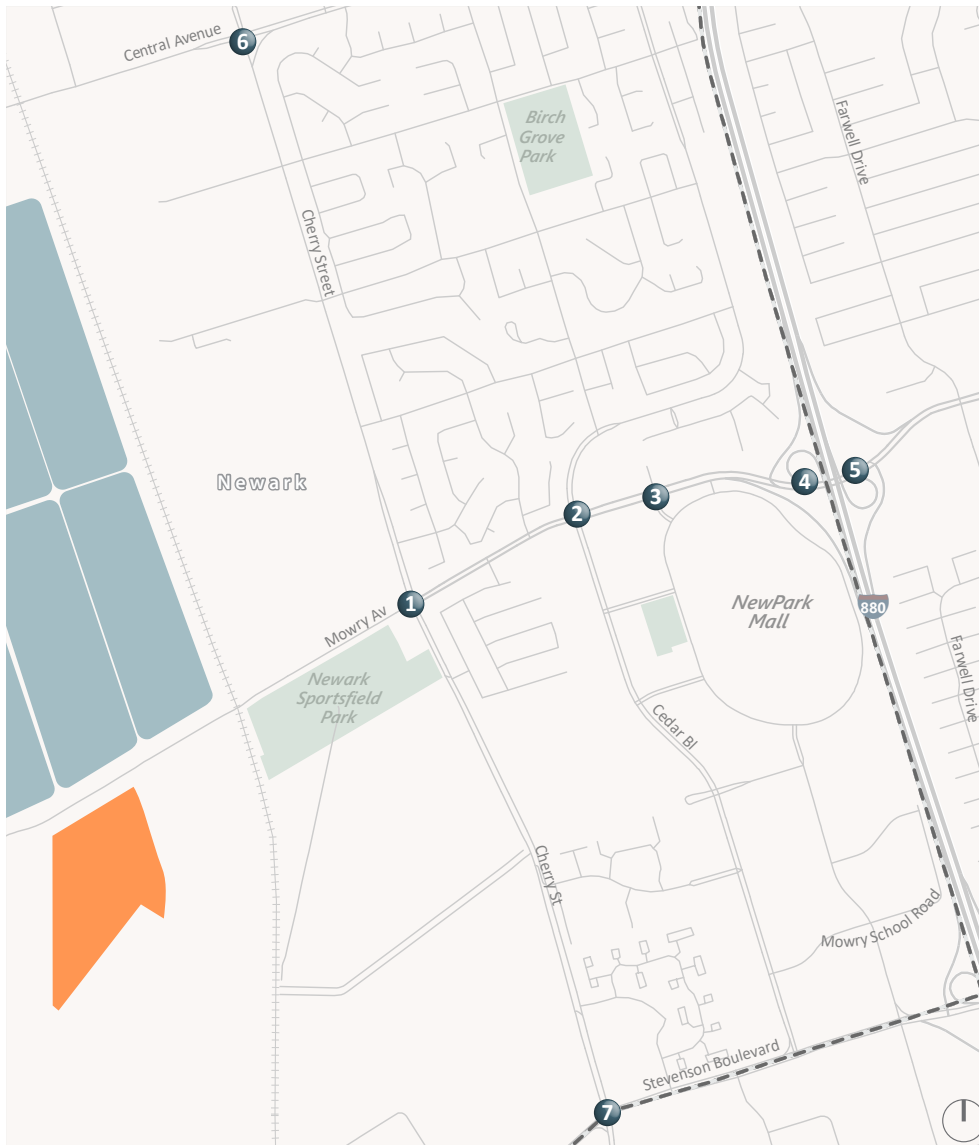 Central Avenue
6
Birch
Grove
Park
Farwell Drive
Cherry Street
Newark
5
4
3
2
1
Mowry Av
NewPark
Mall
880
Farwell Drive
Newark
Sportsfield
Park
Cedar Bl
Cherry St
Mowry School Road
Stevenson Boulevard
7